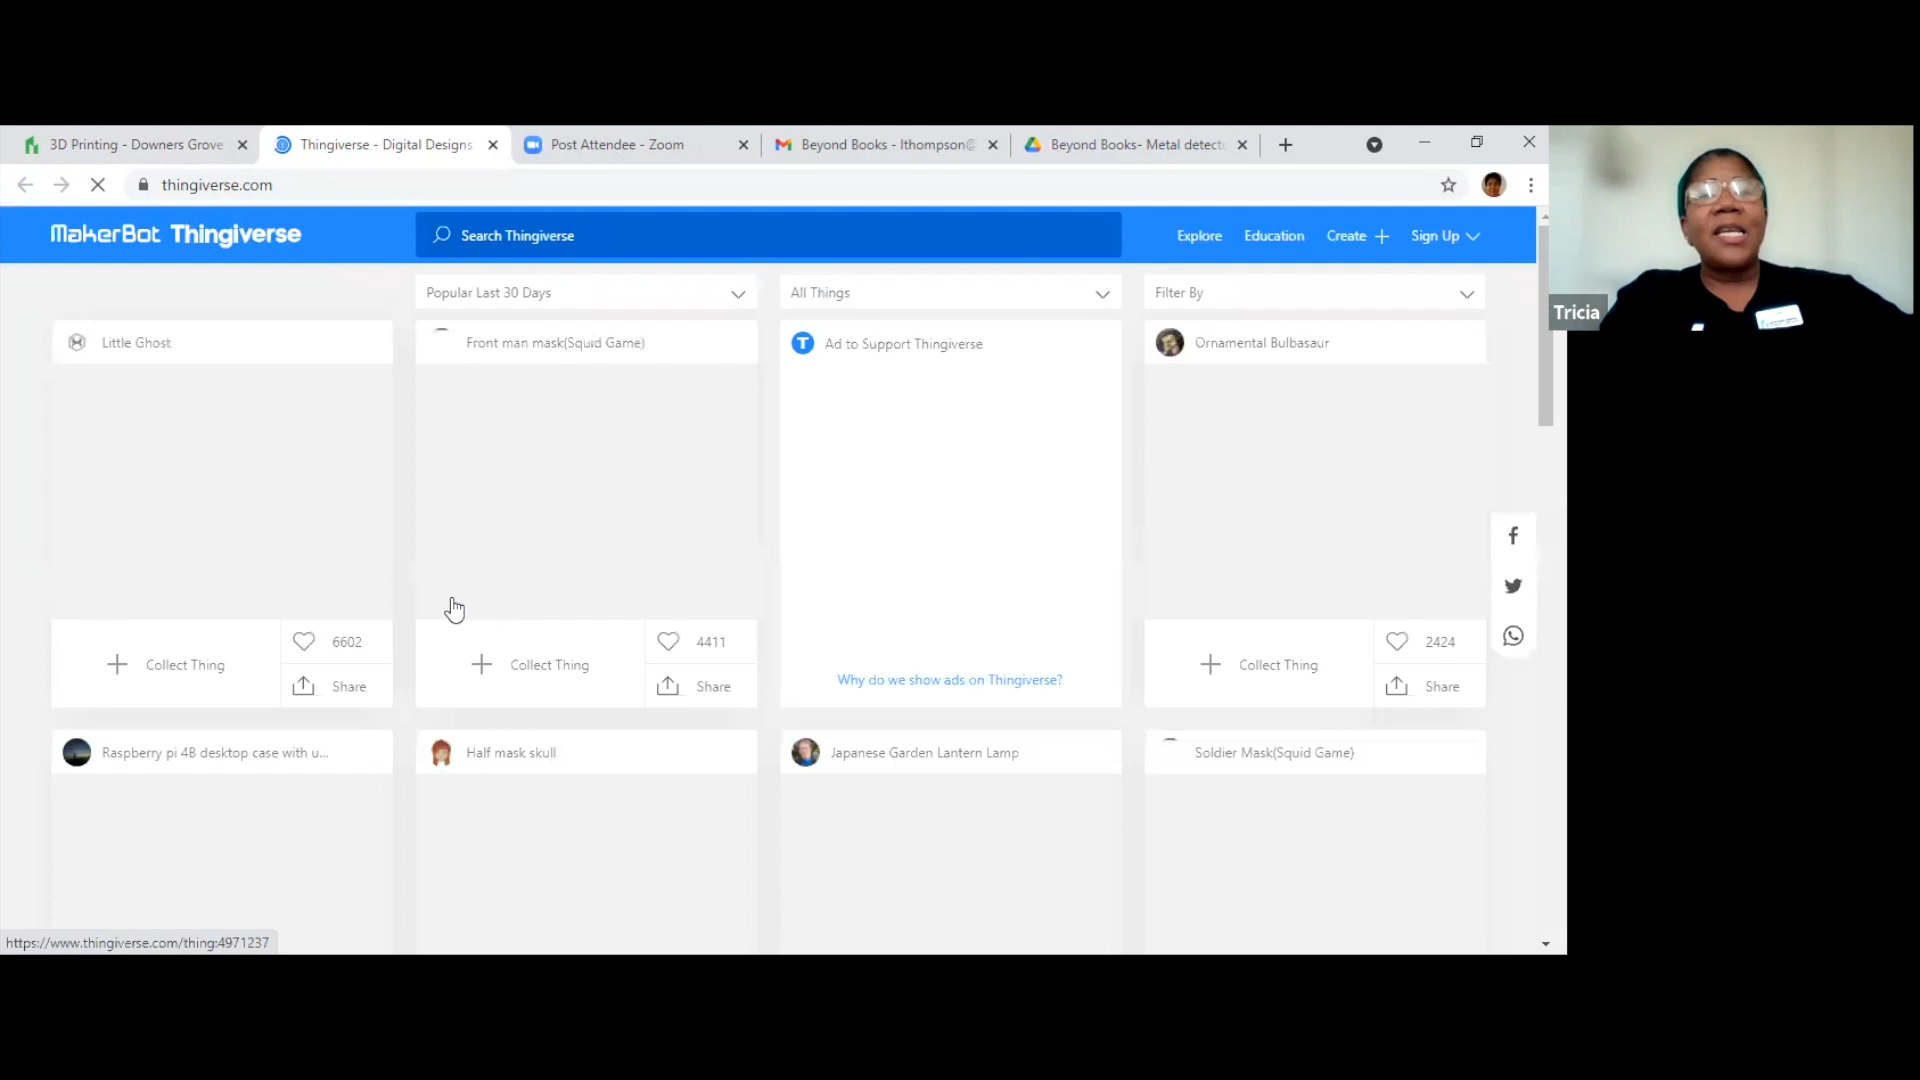 3D Printing - Downers Grove
Thingiverse - Digital Designs
Post Attendee - Zoom
Beyond Books - lthompson@
Beyond Books- Metal detect
thingiverse.com
MakerBot Thingiverse
Search Thingiverse
Explore
Education
Create
Sign Up
Popular Last 30 Days
All Things
Filter By
Tricia
Little Ghost
Front man mask(Squid Game)
Ad to Support Thingiverse
Ornamental Bulbasaur
Collect Thing
6602
Share
Collect Thing
4411
Share
Why do we show ads on Thingiverse?
Collect Thing
2424
Share
Raspberry pi 4B desktop case with u...
Half mask skull
Japanese Garden Lantern Lamp
Soldier Mask(Squid Game)
https://www.thingiverse.com/thing:4971237